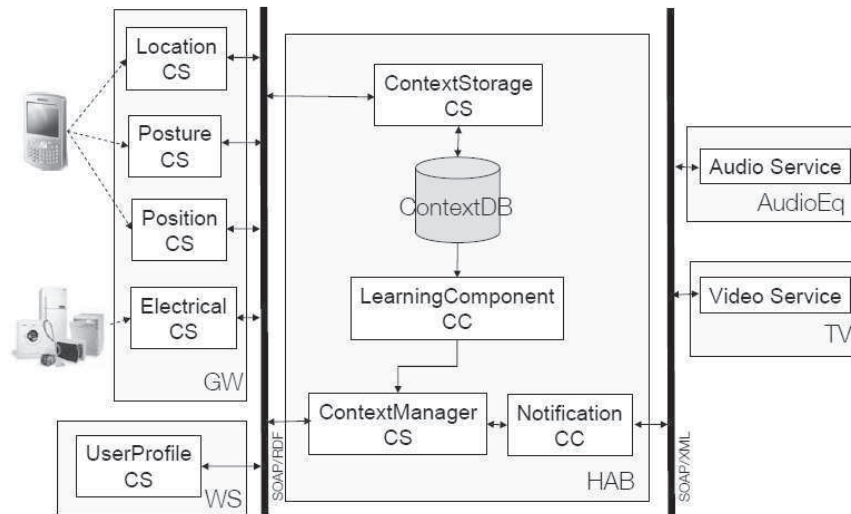 Location
CS
Posture
CS
Position
CS
Electrical
CS
GW
UserProfile
CS
WS
SOAP/RDF
ContextStorage
CS
ContextDB
LearningComponent
CC
ContextManager
CS
Notification
CC
HAB
SOAP/XML
Audio Service
AudioEq
Video Service
TV